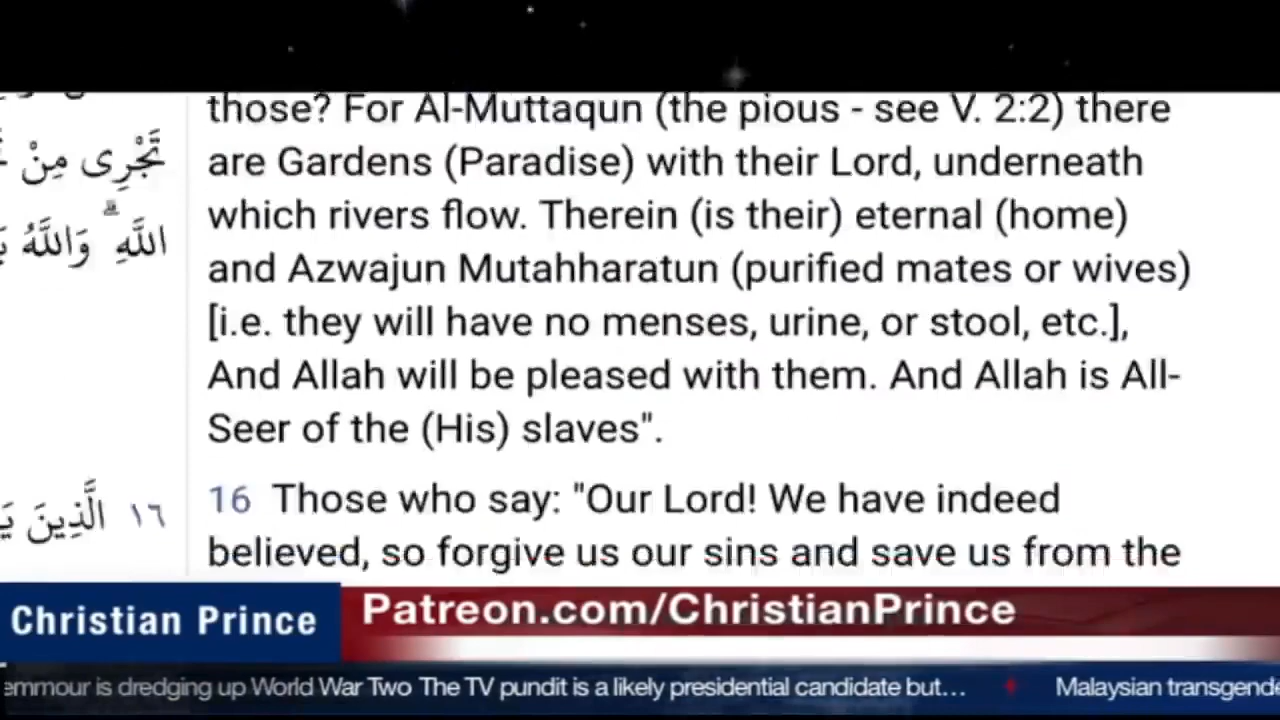 those? For Al-Muttaqun (the pious - see V. 2:2) there
are Gardens (Paradise) with their Lord, underneath
which rivers flow. Therein (is their) eternal (home)
and Azwajun Mutahharatun (purified mates or wives)
[i.e. they will have no menses, urine, or stool, etc.],
And Allah will be pleased with them. And Allah is All-
Seer of the (His) slaves".
تَجْرِى مِنْ
اللَّهِ ۗ وَاللَّهُ
16 Those who say: "Our Lord! We have indeed
believed, so forgive us our sins and save us from the
١٦ الَّذِينَ
Christian Prince
Patreon.com/ChristianPrince
emmour is dredging up World War Two The TV pundit is a likely presidential candidate but... Malaysian transgende